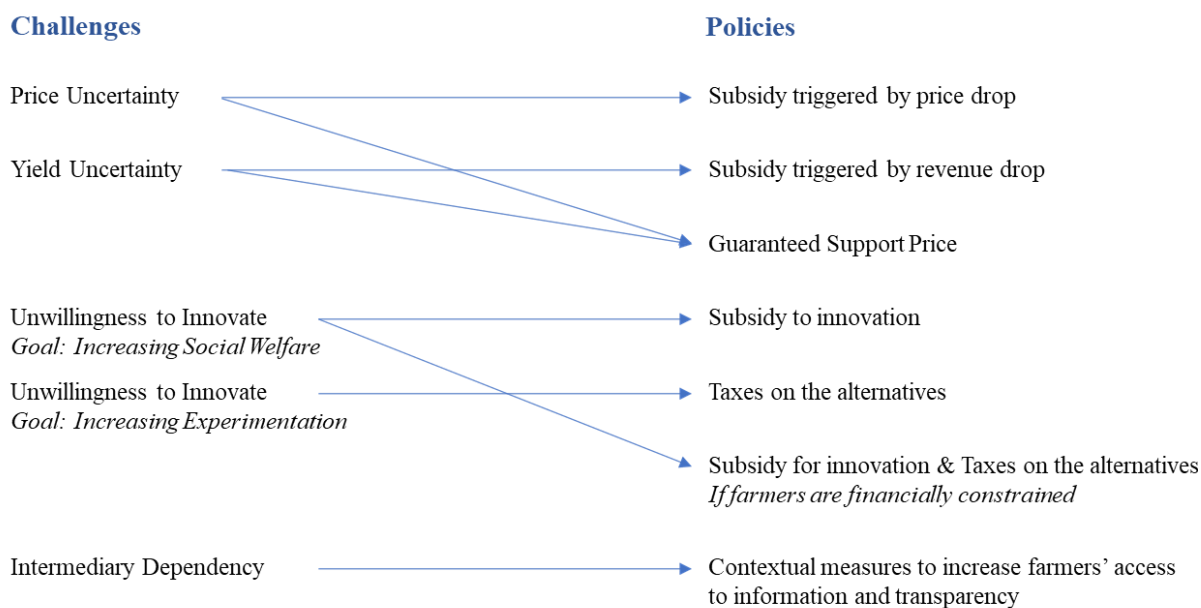 Challenges
Policies
Price Uncertainty
Subsidy triggered by price drop
Yield Uncertainty
Subsidy triggered by revenue drop
Guaranteed Support Price
Unwillingness to Innovate
Goal: Increasing Social Welfare
Subsidy to innovation
Unwillingness to Innovate
Goal: Increasing Experimentation
Taxes on the alternatives
Subsidy for innovation & Taxes on the alternatives
If farmers are financially constrained
Intermediary Dependency
Contextual measures to increase farmers’ access
to information and transparency